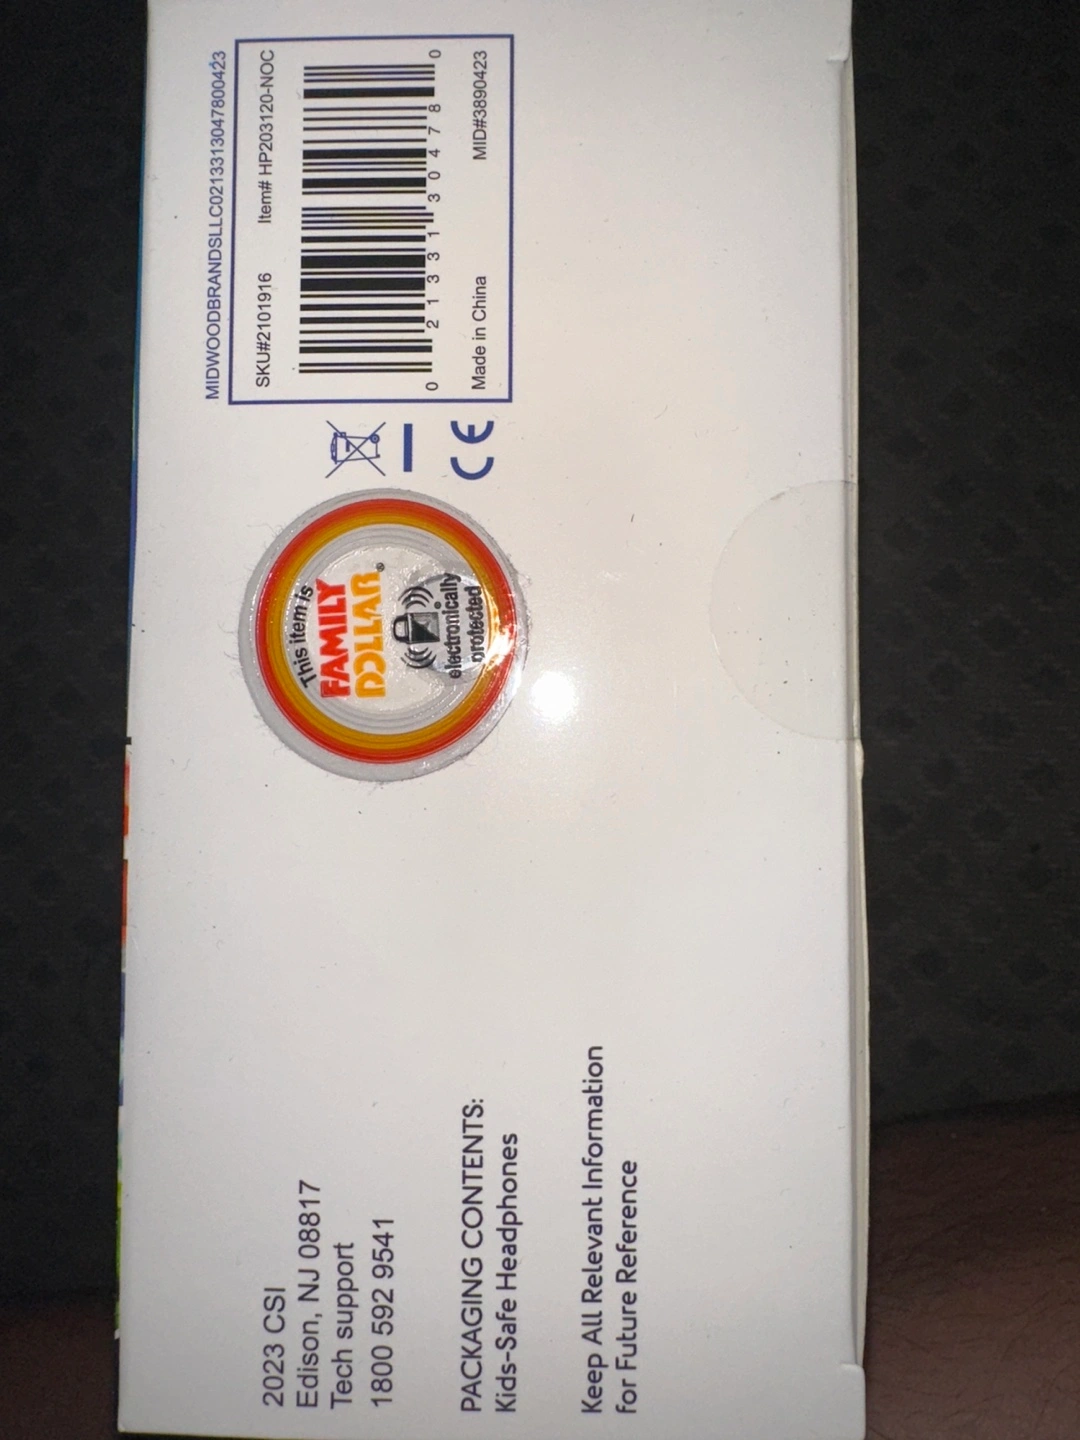 MIDWOODBRANDSLLC0213313047800423
SKU#2101916 Item# HP203120-NOC
0 21331 30478 0
Made in China MID#3890423
CE
This item is
FAMILY
DOLLAR®
electronically
protected
2023 CSI
Edison, NJ 08817
Tech support
1800 592 9541
PACKAGING CONTENTS:
Kids-Safe Headphones
Keep All Relevant Information
for Future Reference